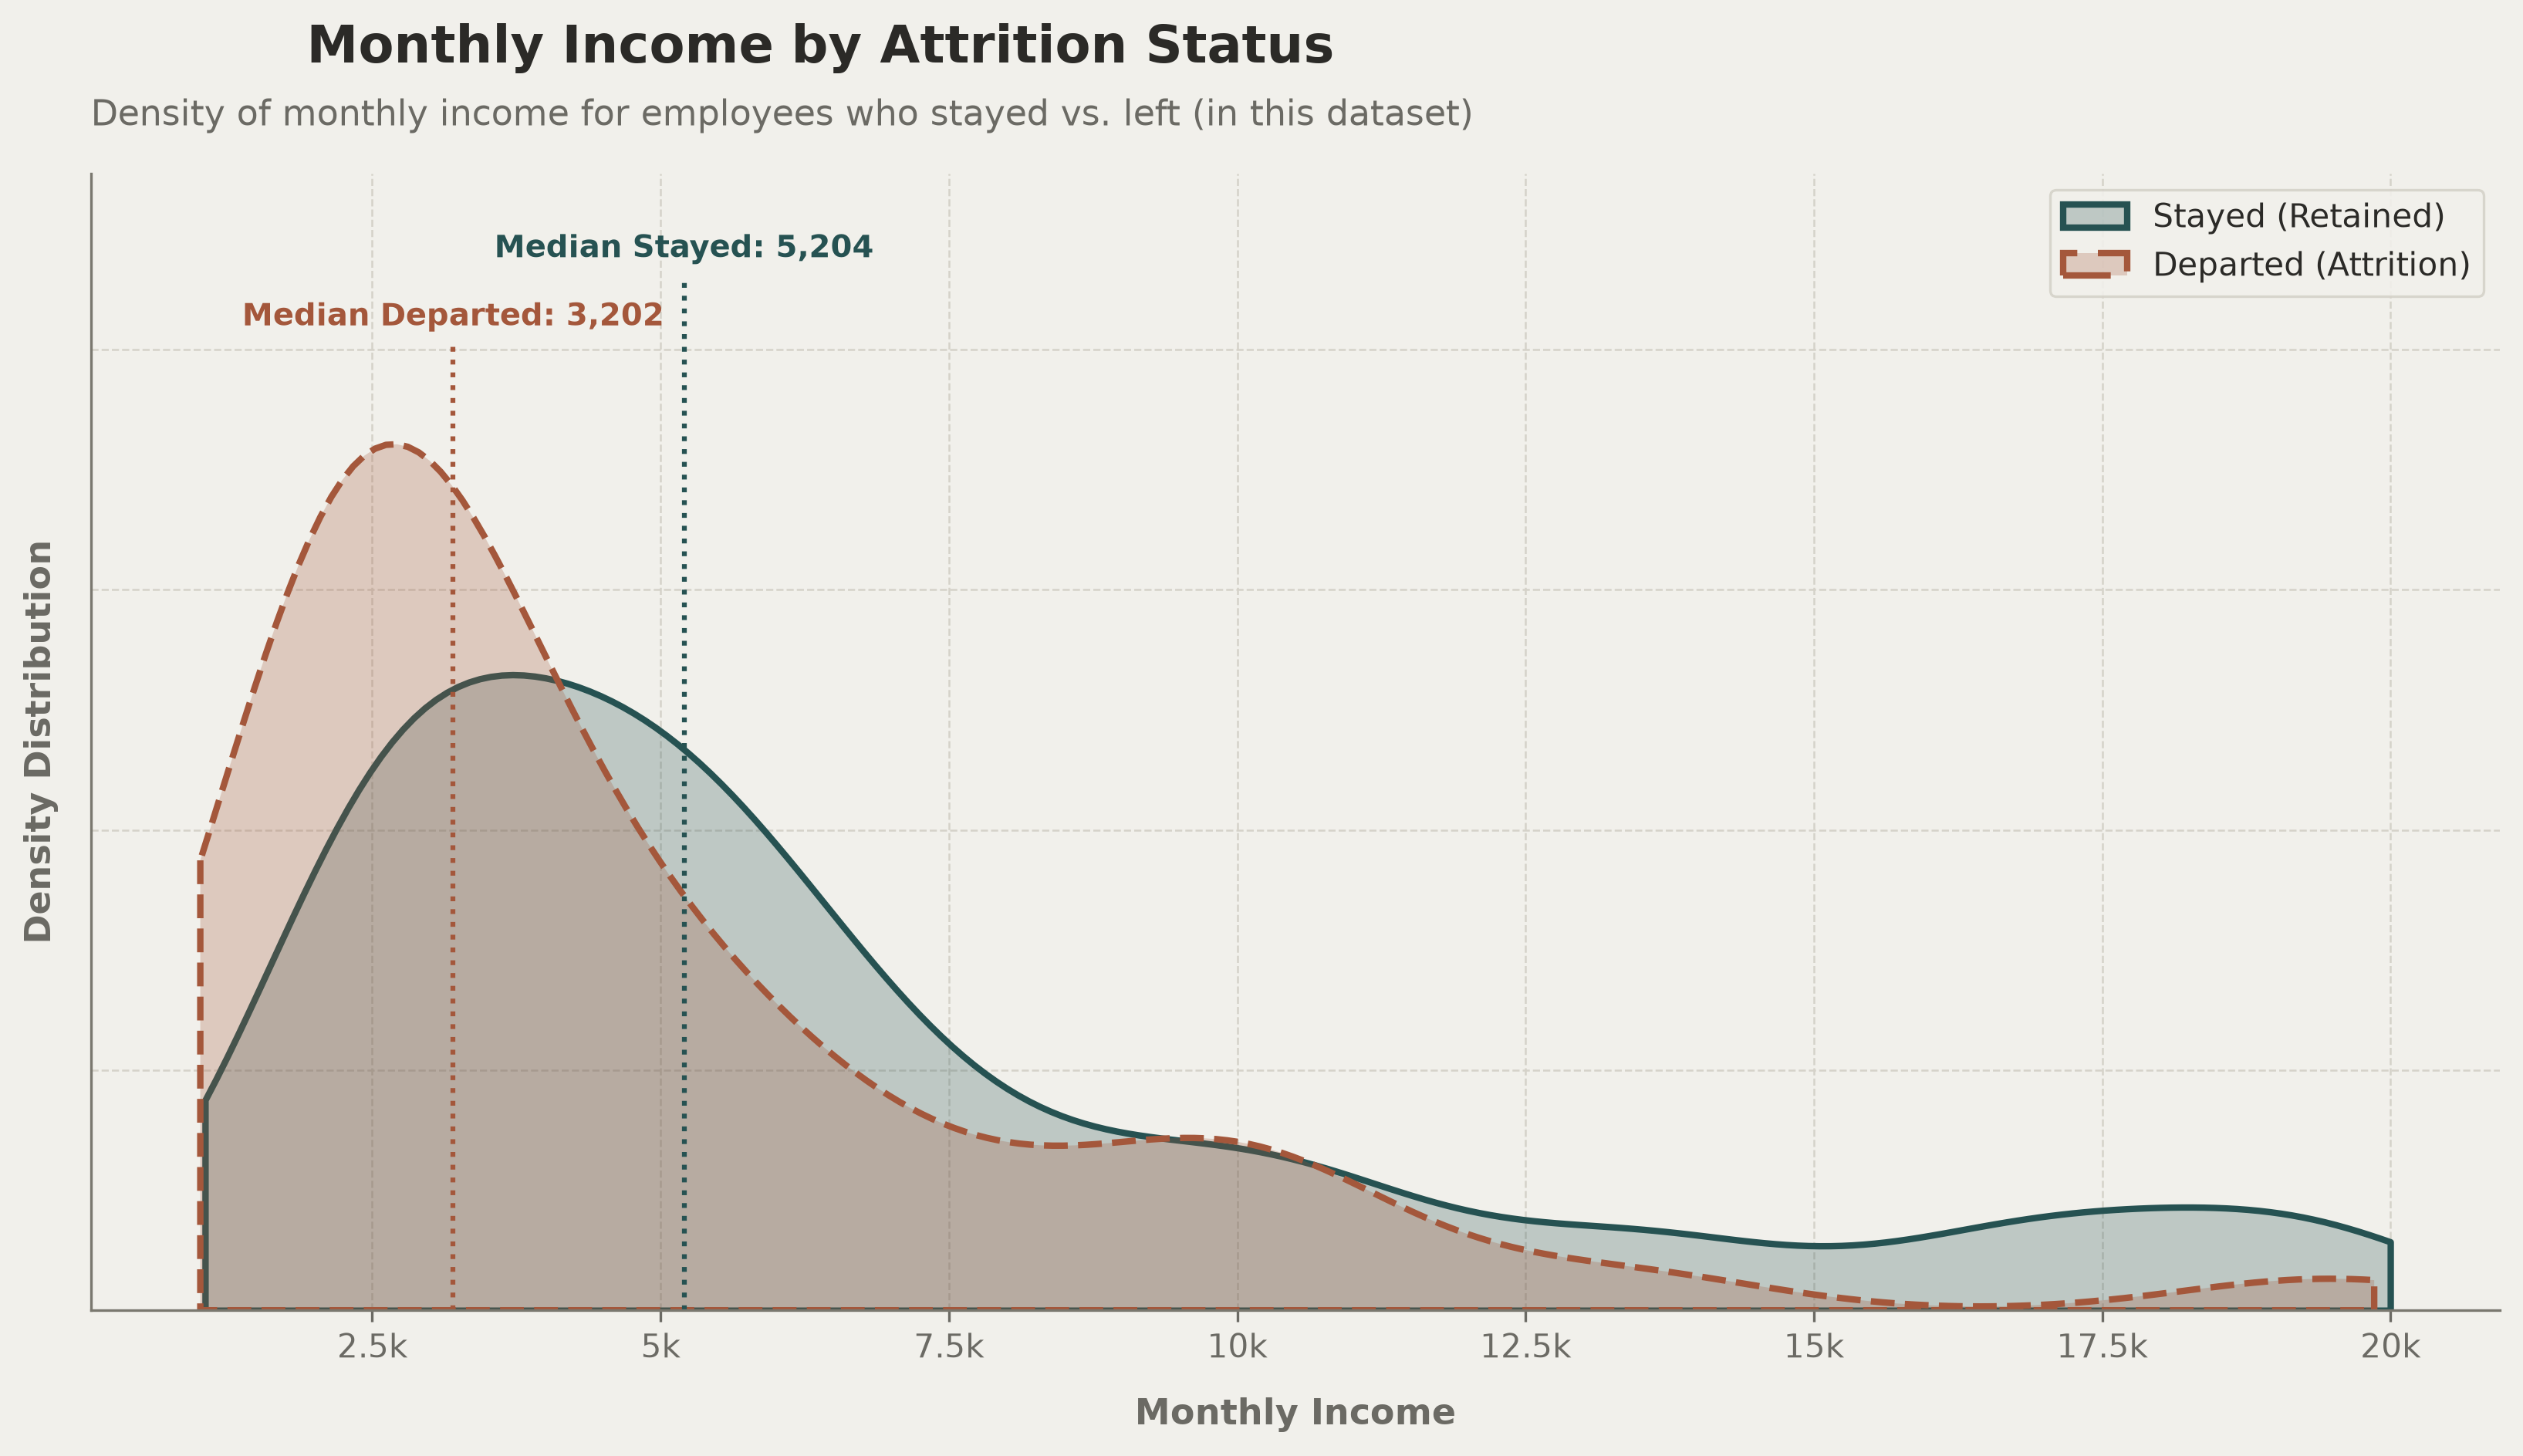 Monthly Income by Attrition Status
Density of monthly income for employees who stayed vs. left (in this dataset)
Stayed (Retained)
Departed (Attrition)
Median Stayed: 5,204
Median Departed: 3,202
Density Distribution
2.5k
5k
7.5k
10k
12.5k
15k
17.5k
20k
Monthly Income